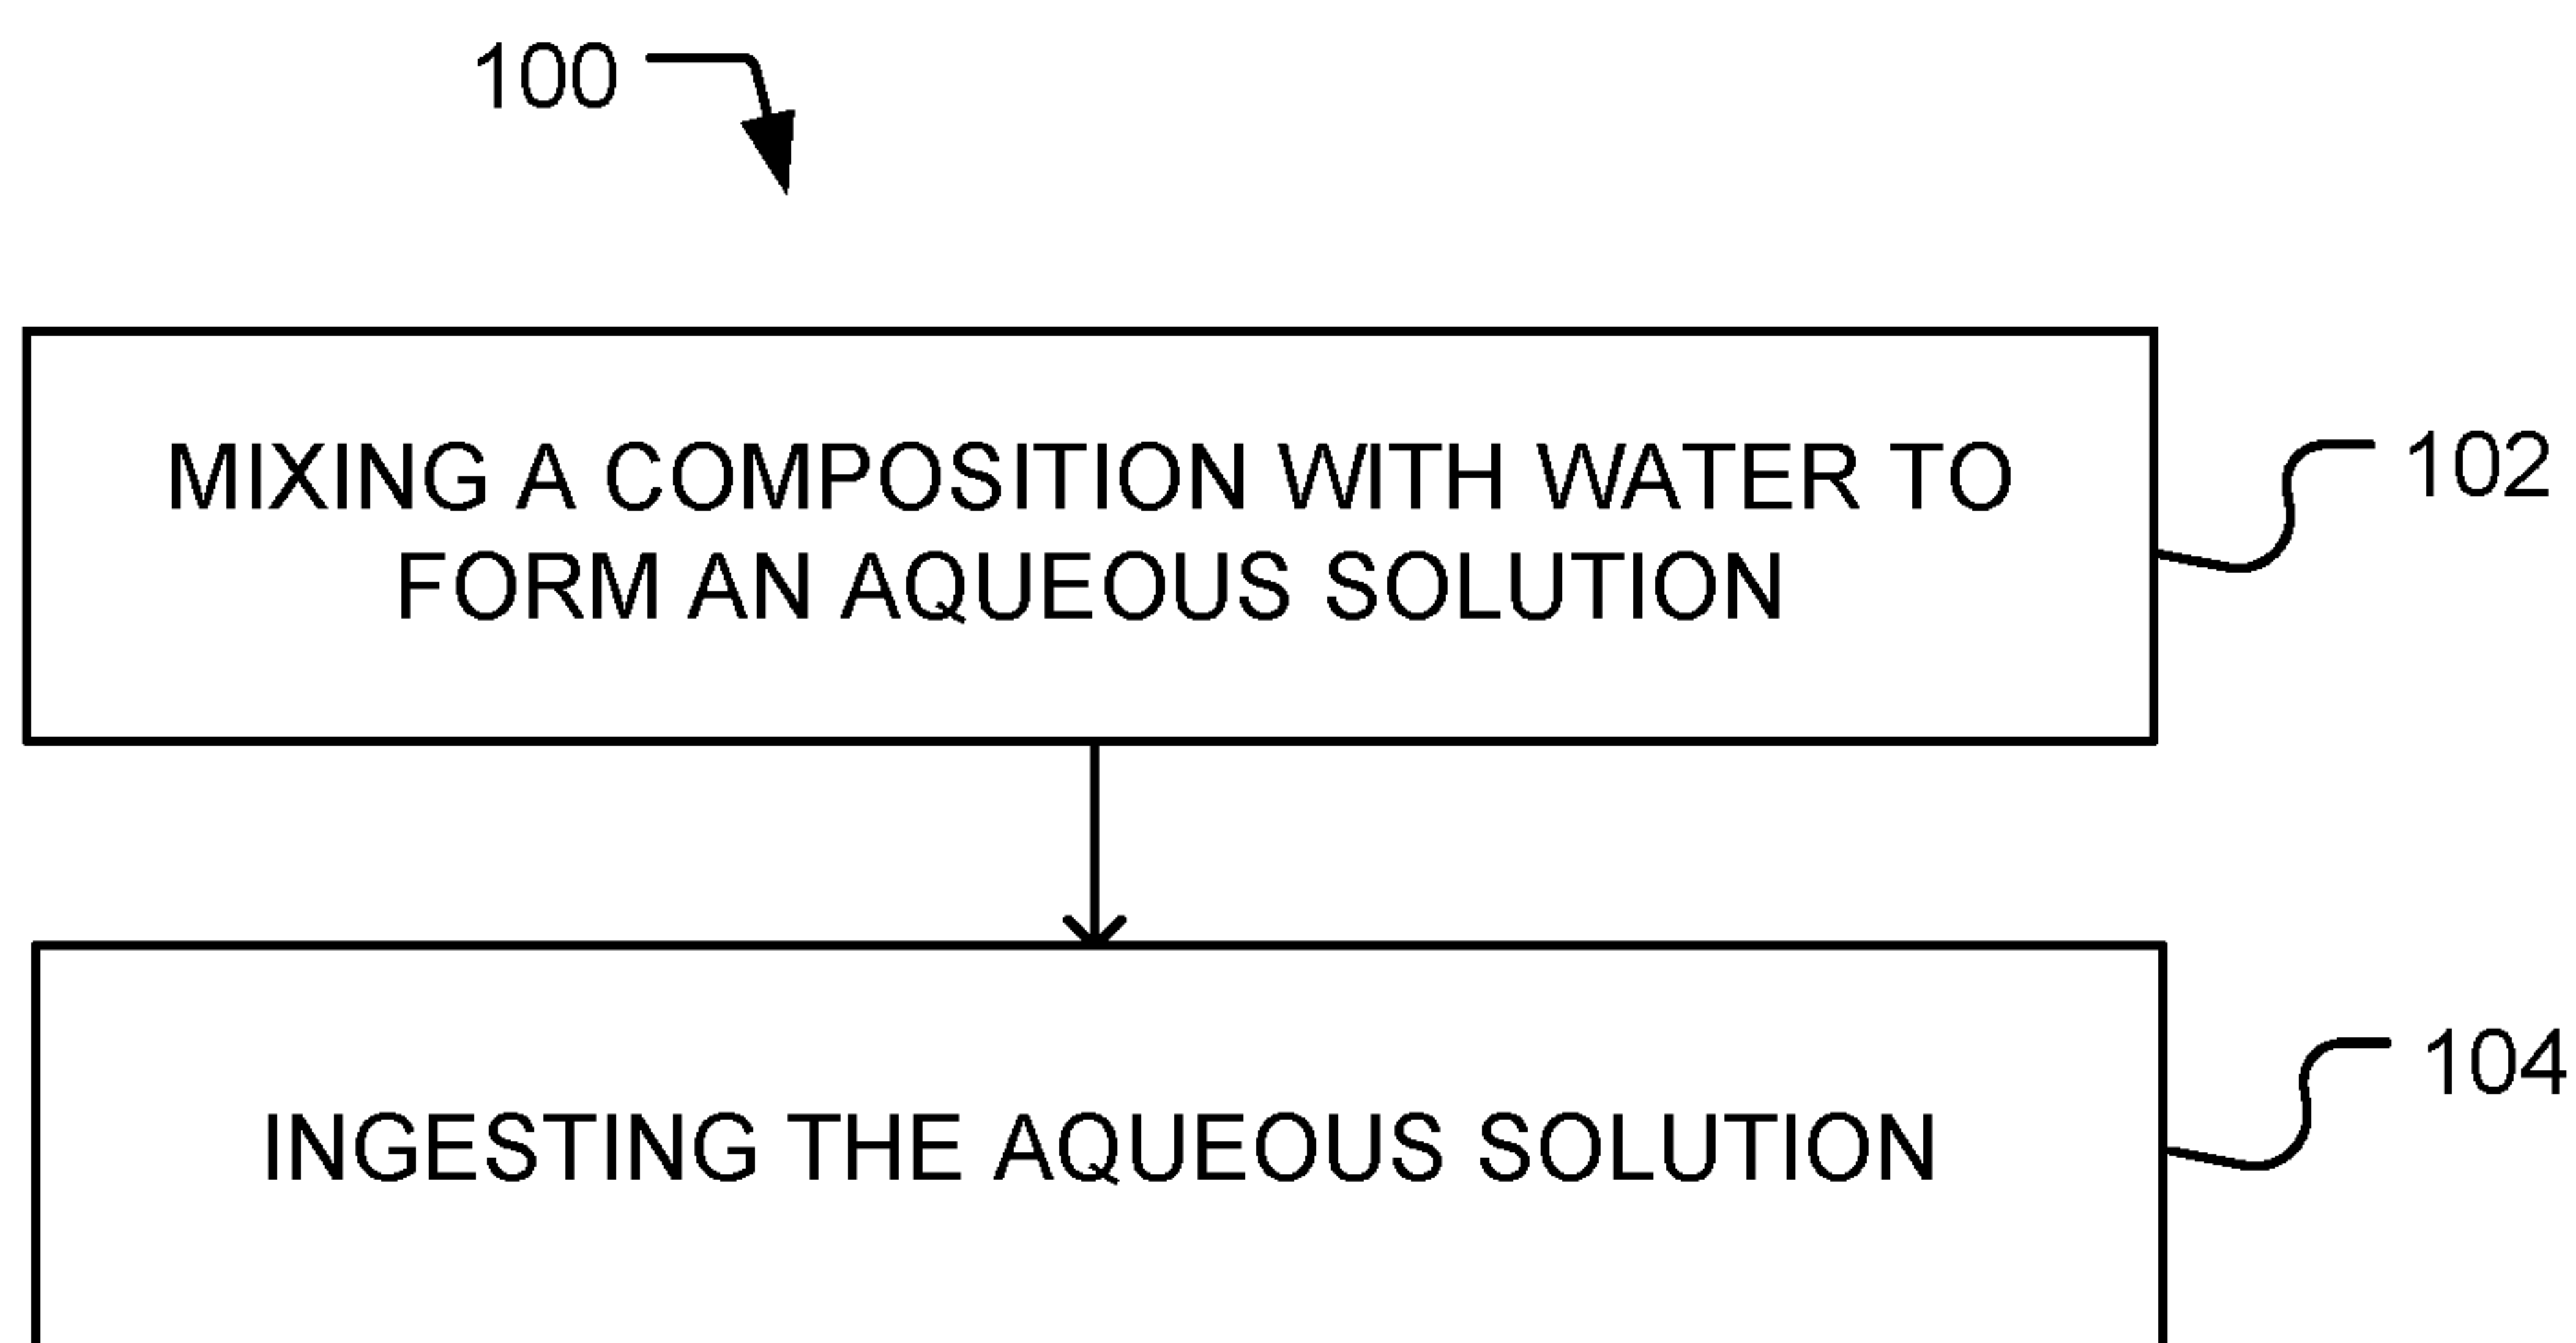 100
MIXING A COMPOSITION WITH WATER TO
FORM AN AQUEOUS SOLUTION
102
INGESTING THE AQUEOUS SOLUTION
104